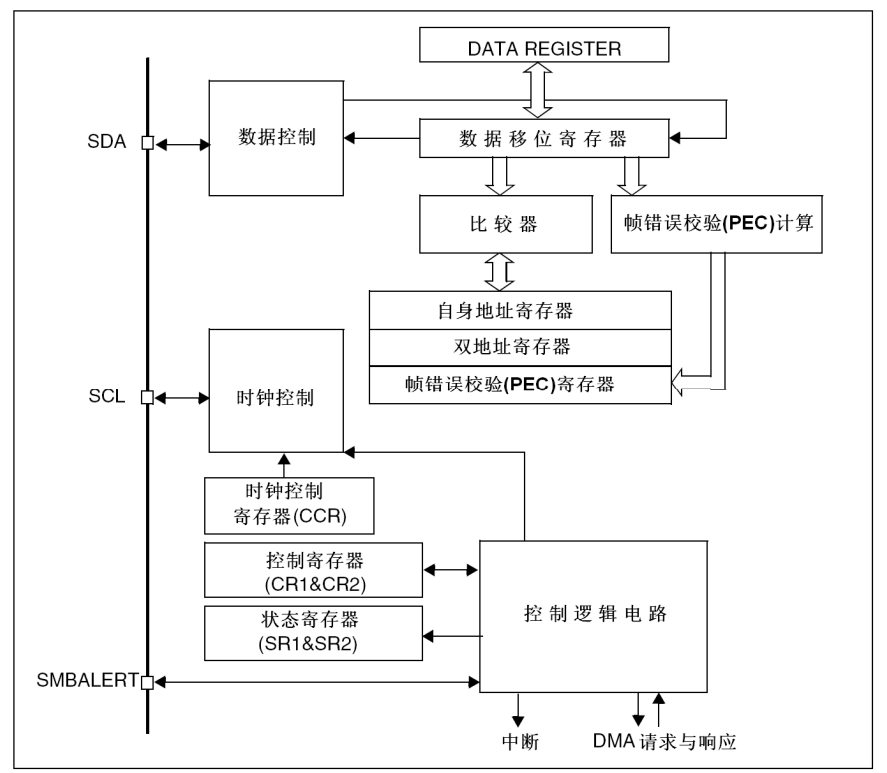 DATA REGISTER
SDA
数据控制
数据移位寄存器
比较器
帧错误校验(PEC)计算
自身地址寄存器
双地址寄存器
帧错误校验(PEC)寄存器
SCL
时钟控制
时钟控制
寄存器(CCR)
控制寄存器
(CR1&CR2)
控制逻辑电路
状态寄存器
(SR1&SR2)
SMBALERT
中断
DMA 请求与响应